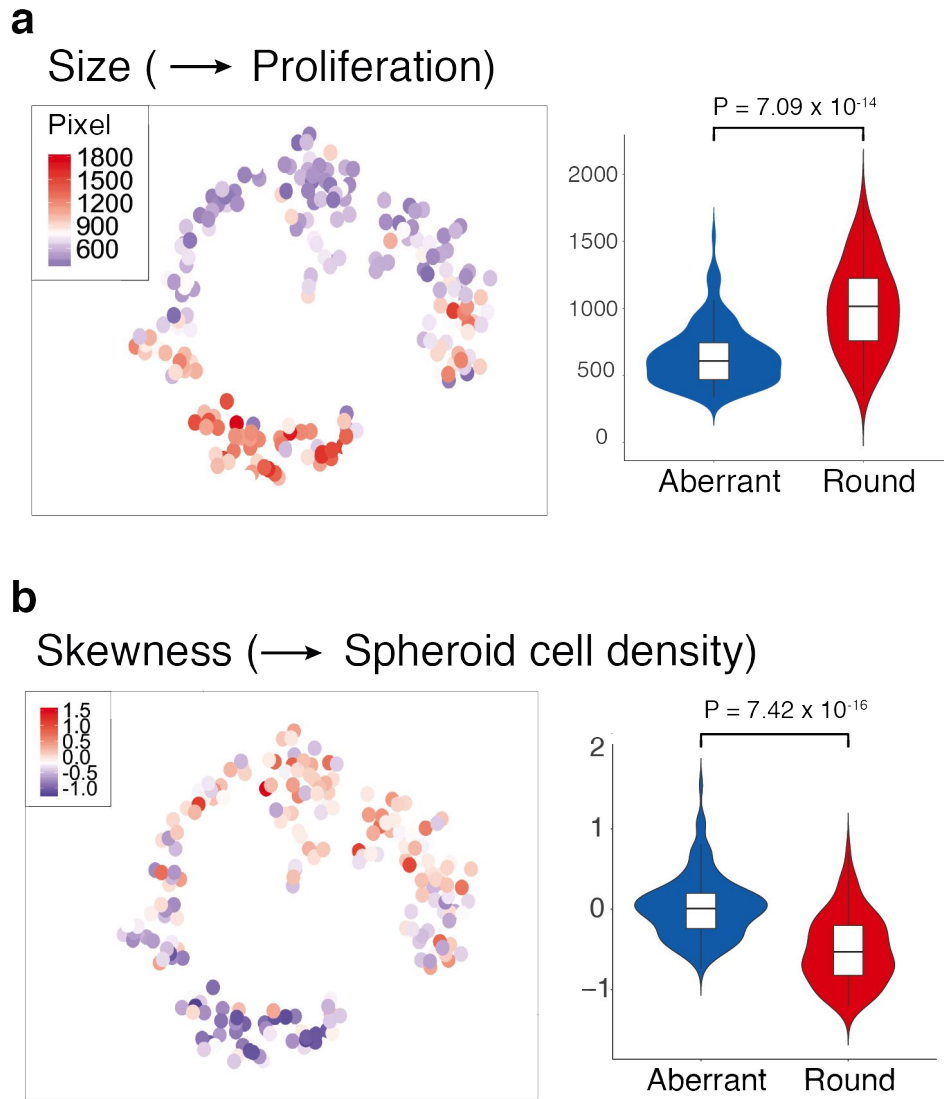 a
Size ( → Proliferation)
Pixel
1800
1500
1200
900
600
P = 7.09 x 10⁻¹⁴
2000
1500
1000
500
0
Aberrant Round
b
Skewness (→ Spheroid cell density)
1.5
1.0
0.5
0.0
-0.5
-1.0
P = 7.42 x 10⁻¹⁶
2
1
0
−1
Aberrant Round